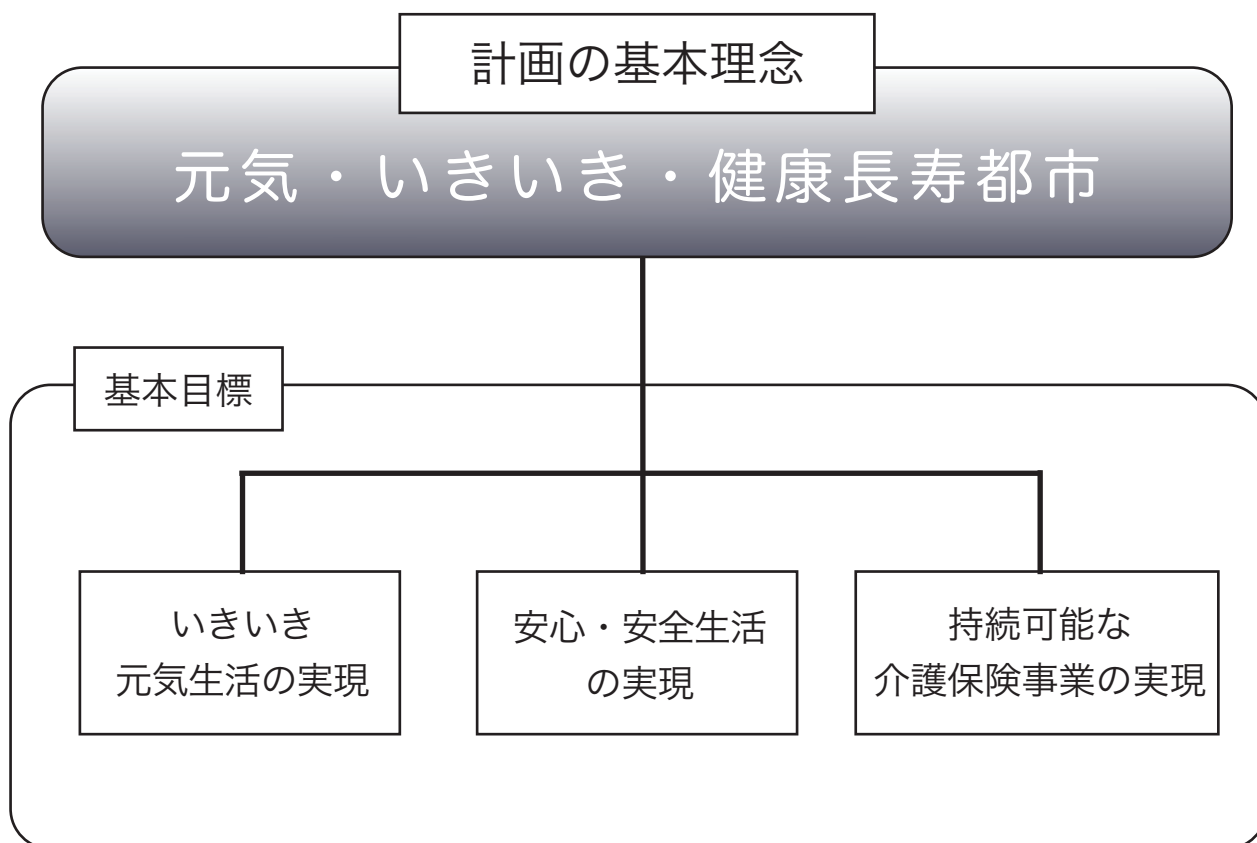 計画の基本理念
元気・いきいき・健康長寿都市
基本目標
いきいき
元気生活の実現
安心・安全生活
の実現
持続可能な
介護保険事業の実現